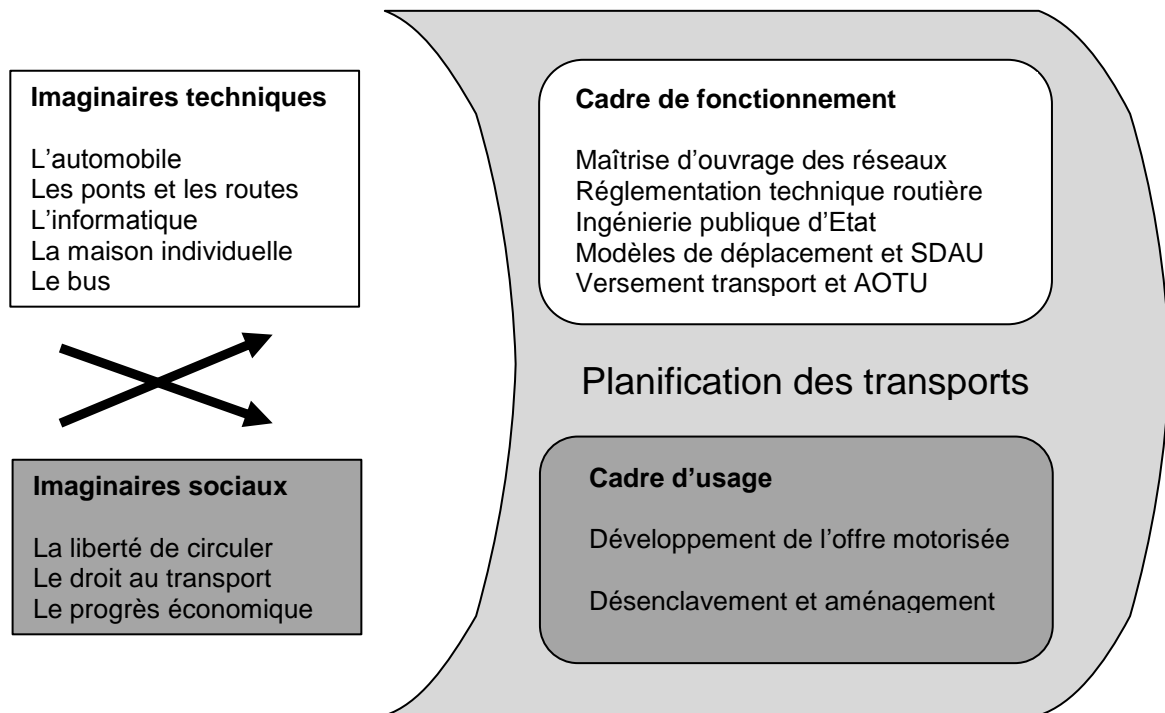 Imaginaires techniques
L’automobile
Les ponts et les routes
L’informatique
La maison individuelle
Le bus
Imaginaires sociaux
La liberté de circuler
Le droit au transport
Le progrès économique
Cadre de fonctionnement
Maîtrise d’ouvrage des réseaux
Réglementation technique routière
Ingénierie publique d’Etat
Modèles de déplacement et SDAU
Versement transport et AOTU
Planification des transports
Cadre d’usage
Développement de l’offre motorisée
Désenclavement et aménagement